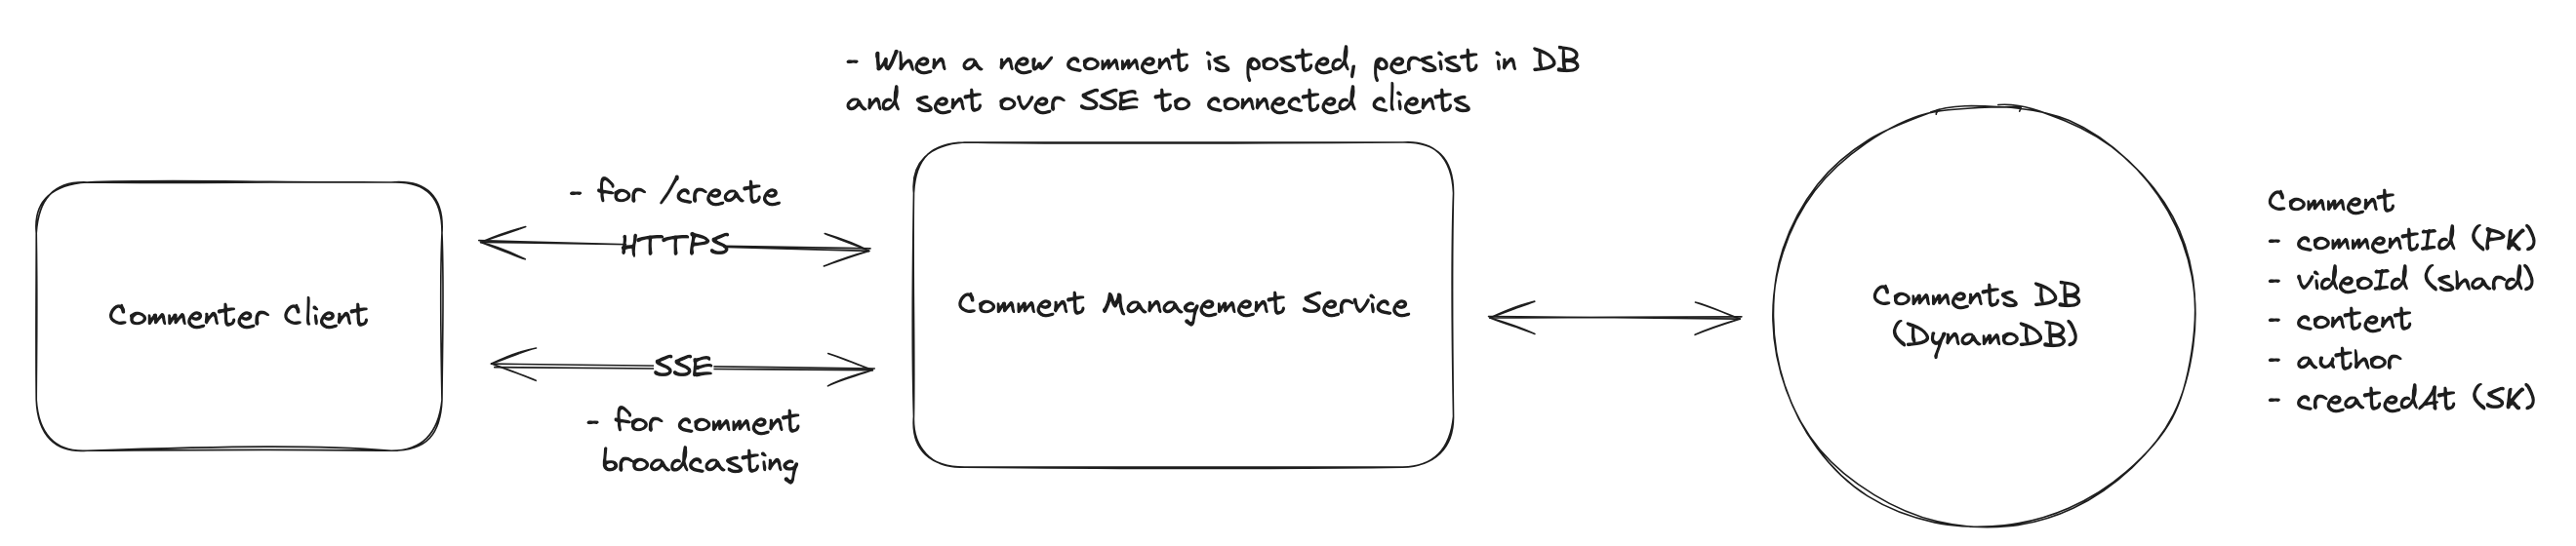 - When a new comment is posted, persist in DB
and sent over SSE to connected clients
- for /create
HTTPS
Commenter Client
SSE
- for comment
broadcasting
Comment Management Service
Comments DB
(DynamoDB)
Comment
- commentId (PK)
- videoId (shard)
- content
- author
- createdAt (SK)